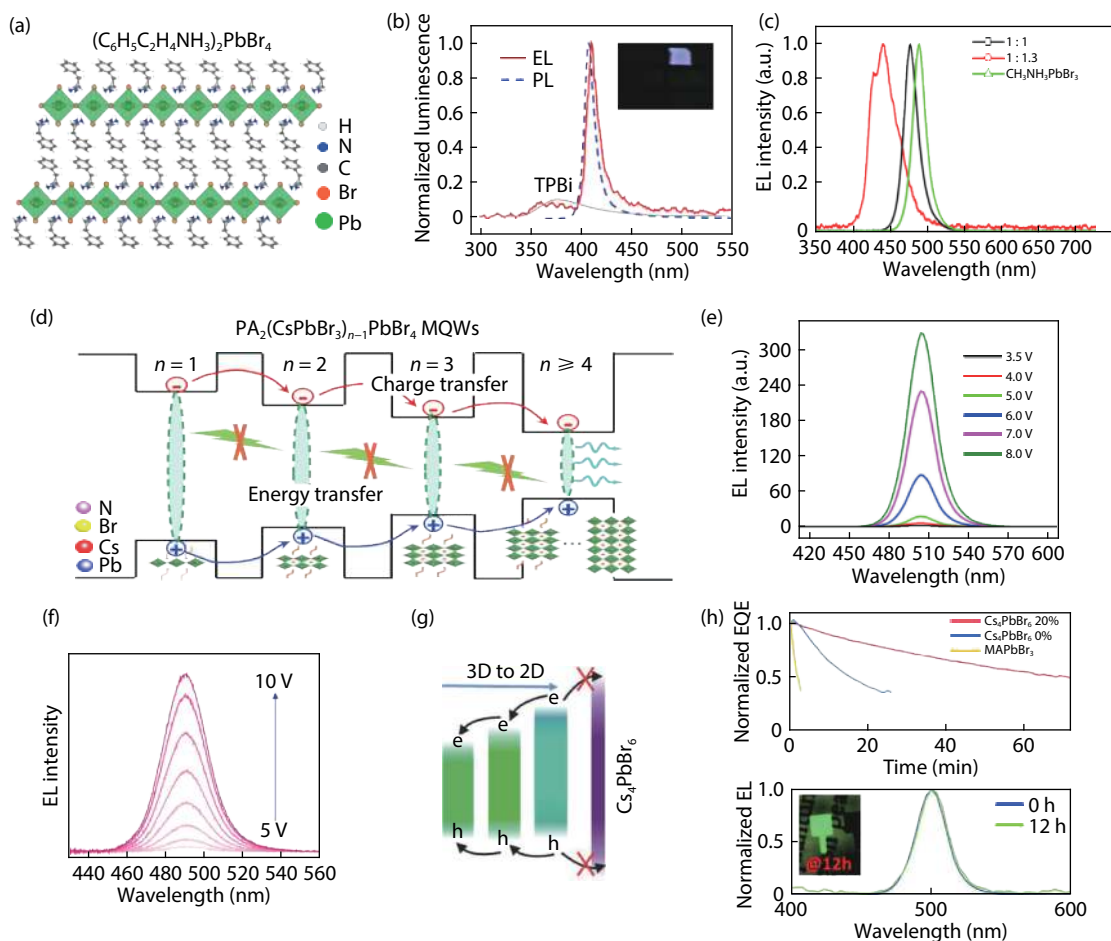 (a)
(C₆H₅C₂H₄NH₃)₂PbBr₄
H
N
C
Br
Pb
(b)
Normalized luminescence
1.0
0.8
0.6
0.4
0.2
0
EL
PL
TPBi
300 350 400 450 500 550
Wavelength (nm)
(c)
EL intensity (a.u.)
1.0
0.8
0.6
0.4
0.2
0
1 : 1
1 : 1.3
CH₃NH₃PbBr₃
350 400 450 500 550 600 650 700
Wavelength (nm)
(d)
PA₂(CsPbBr₃)ₙ₋₁PbBr₄ MQWs
n = 1
n = 2
n = 3
n ⩾ 4
Charge transfer
Energy transfer
N
Br
Cs
Pb
(e)
EL intensity (a.u.)
300
240
180
120
60
0
3.5 V
4.0 V
5.0 V
6.0 V
7.0 V
8.0 V
420 450 480 510 540 570 600
Wavelength (nm)
(f)
EL intensity
10 V
5 V
440 460 480 500 520 540 560
Wavelength (nm)
(g)
3D to 2D
e
e
e
h
h
h
Cs₄PbBr₆
(h)
Normalized EQE
1.0
0.5
0
Cs₄PbBr₆ 20%
Cs₄PbBr₆ 0%
MAPbBr₃
0 20 40 60
Time (min)
Normalized EL
1.0
0.5
0
0 h
12 h
@12h
400 500 600
Wavelength (nm)